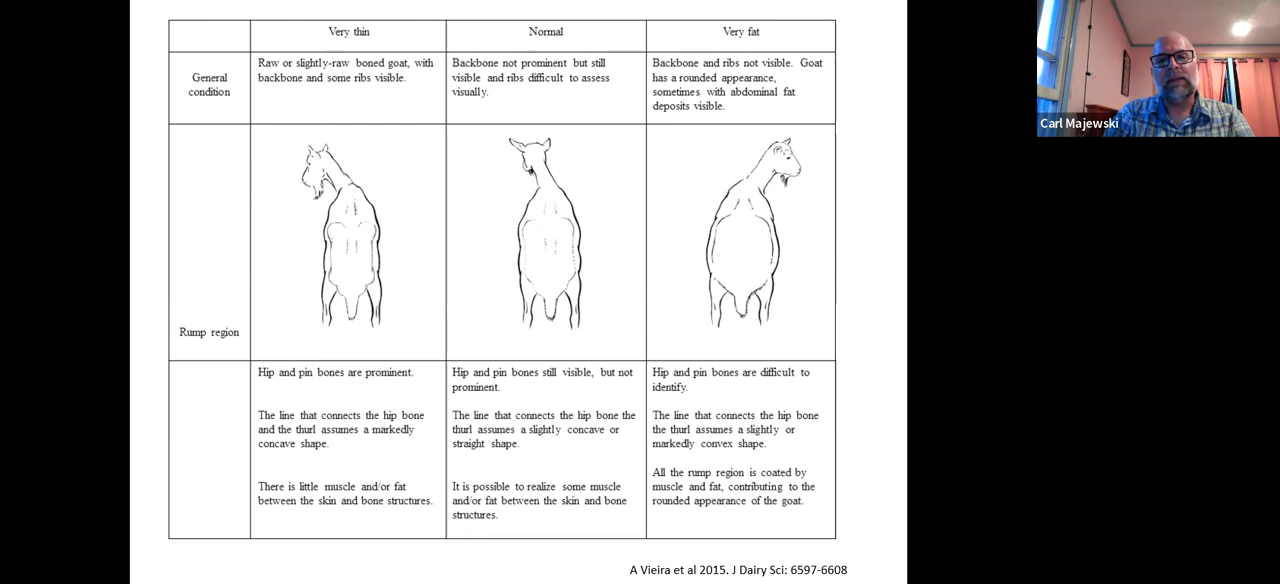 Very thin
Normal
Very fat
General
condition
Raw or slightly-raw boned goat, with
backbone and some ribs visible.
Backbone not prominent but still
visible and ribs difficult to assess
visually.
Backbone and ribs not visible. Goat
has a rounded appearance,
sometimes with abdominal fat
deposits visible.
Rump region
Hip and pin bones are prominent.
The line that connects the hip bone
and the thurl assumes a markedly
concave shape.
There is little muscle and/or fat
between the skin and bone structures.
Hip and pin bones still visible, but not
prominent.
The line that connects the hip bone the
thurl assumes a slightly concave or
straight shape.
It is possible to realize some muscle
and/or fat between the skin and bone
structures.
Hip and pin bones are difficult to
identify.
The line that connects the hip bone
the thurl assumes a slightly or
markedly convex shape.
All the rump region is coated by
muscle and fat, contributing to the
rounded appearance of the goat.
A Vieira et al 2015. J Dairy Sci: 6597-6608
Carl Majewski